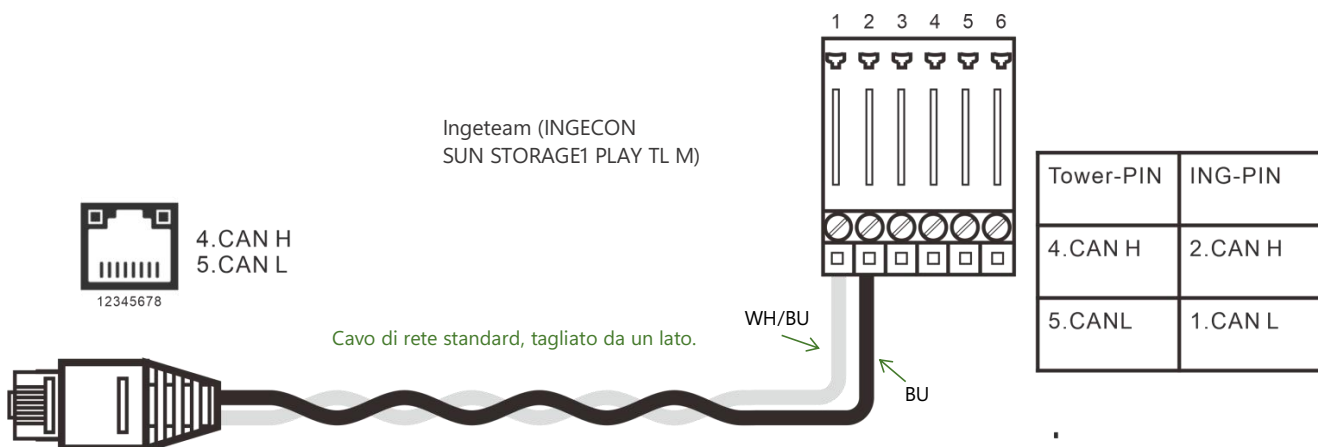 1 2 3 4 5 6
Ingeteam (INGECON
SUN STORAGE1 PLAY TL M)
Tower-PIN ING-PIN
4.CAN H 2.CAN H
5.CANL 1.CAN L
4.CAN H
5.CAN L
12345678
WH/BU
Cavo di rete standard, tagliato da un lato.
BU